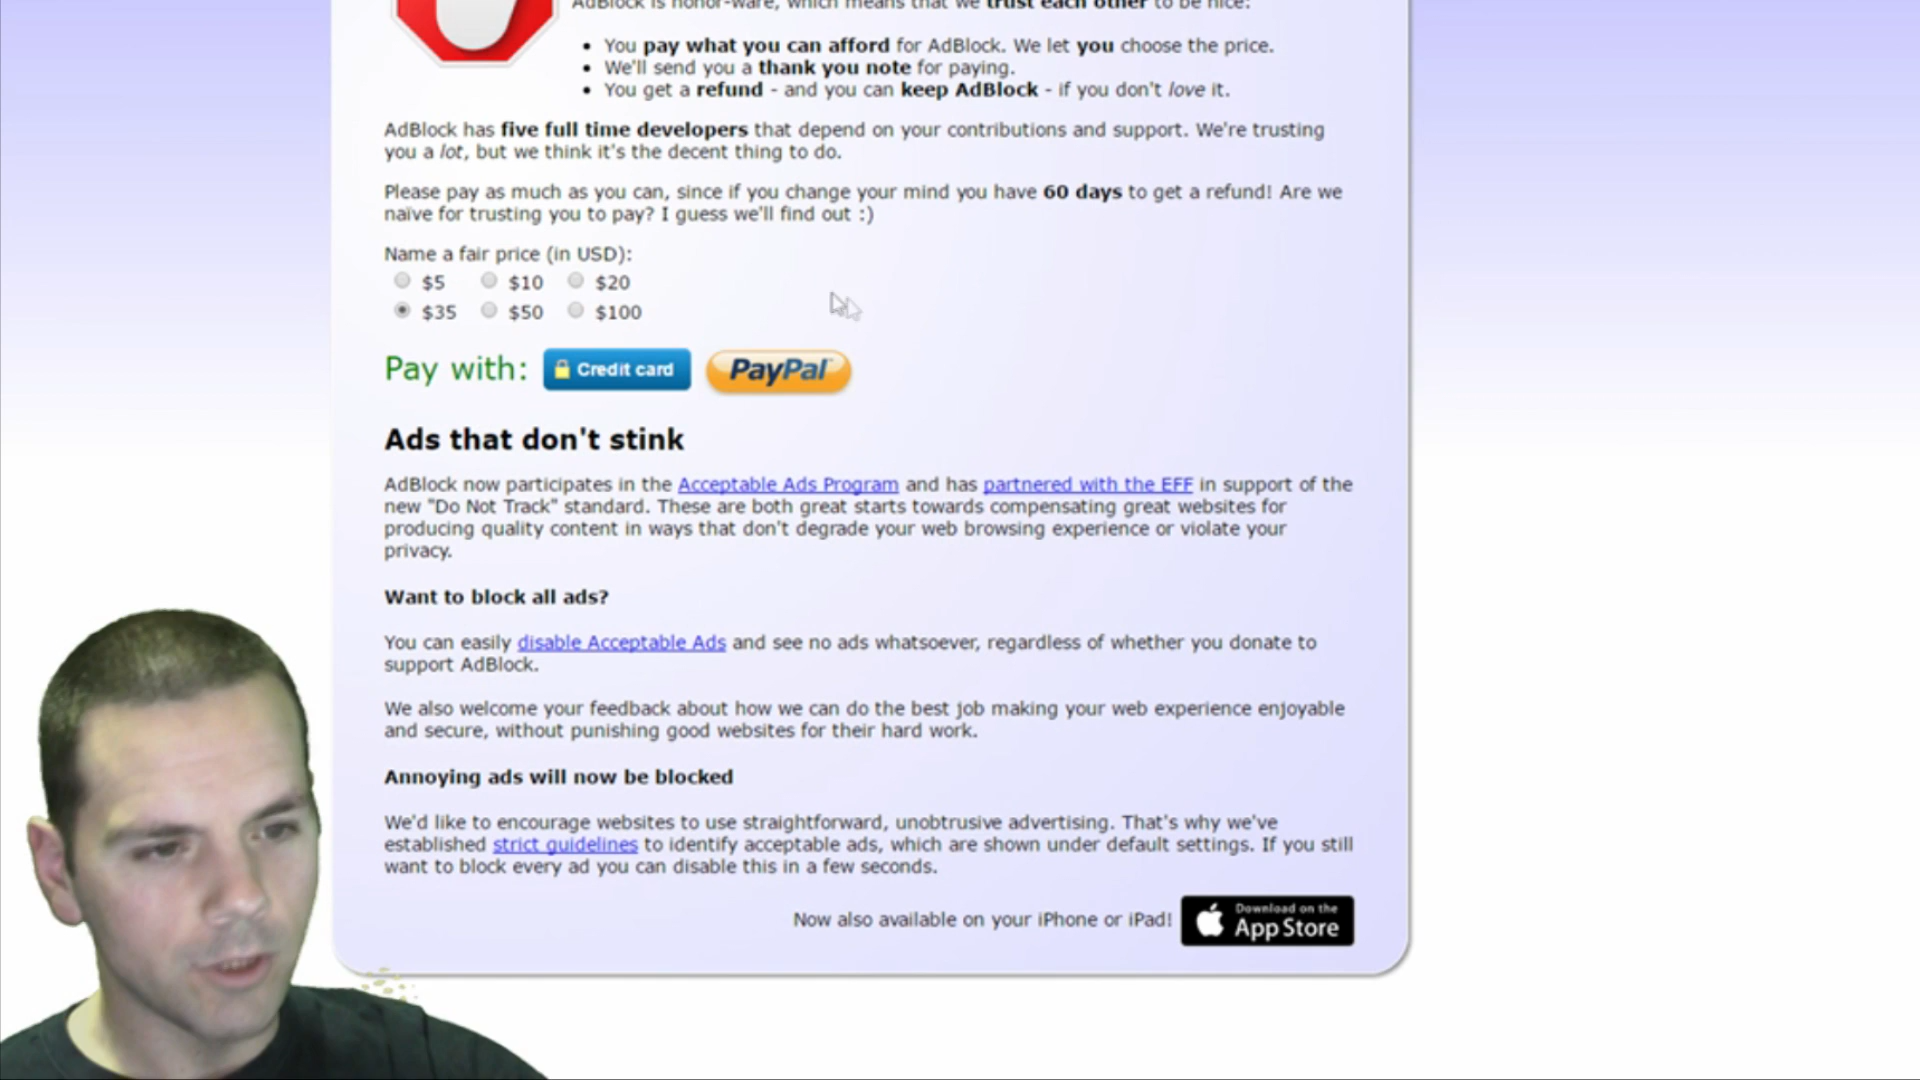 AdBlock is honor-ware, which means that we trust each other to be nice:
• You pay what you can afford for AdBlock. We let you choose the price.
• We'll send you a thank you note for paying.
• You get a refund - and you can keep AdBlock - if you don't love it.
AdBlock has five full time developers that depend on your contributions and support. We're trusting
you a lot, but we think it's the decent thing to do.
Please pay as much as you can, since if you change your mind you have 60 days to get a refund! Are we
naïve for trusting you to pay? I guess we'll find out :)
Name a fair price (in USD):
$5 $10 $20
$35 $50 $100
Pay with: Credit card PayPal
Ads that don't stink
AdBlock now participates in the Acceptable Ads Program and has partnered with the EFF in support of the
new "Do Not Track" standard. These are both great starts towards compensating great websites for
producing quality content in ways that don't degrade your web browsing experience or violate your
privacy.
Want to block all ads?
You can easily disable Acceptable Ads and see no ads whatsoever, regardless of whether you donate to
support AdBlock.
We also welcome your feedback about how we can do the best job making your web experience enjoyable
and secure, without punishing good websites for their hard work.
Annoying ads will now be blocked
We'd like to encourage websites to use straightforward, unobtrusive advertising. That's why we've
established strict guidelines to identify acceptable ads, which are shown under default settings. If you still
want to block every ad you can disable this in a few seconds.
Now also available on your iPhone or iPad!
Download on the
App Store